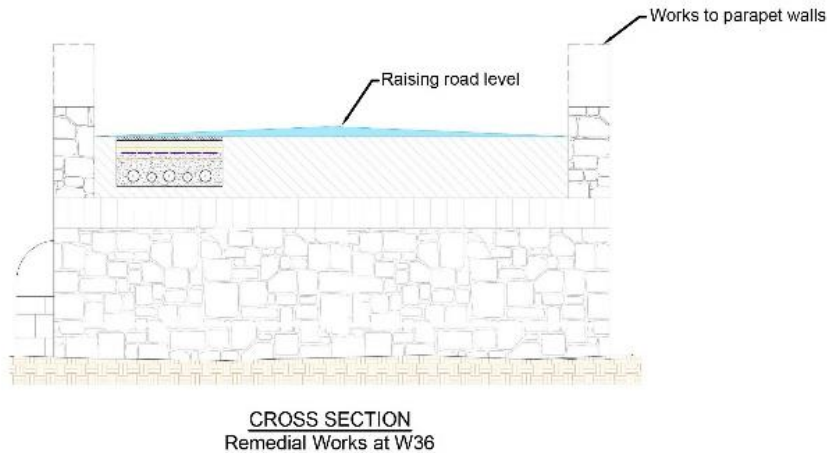 Works to parapet walls
Raising road level
CROSS SECTION
Remedial Works at W36